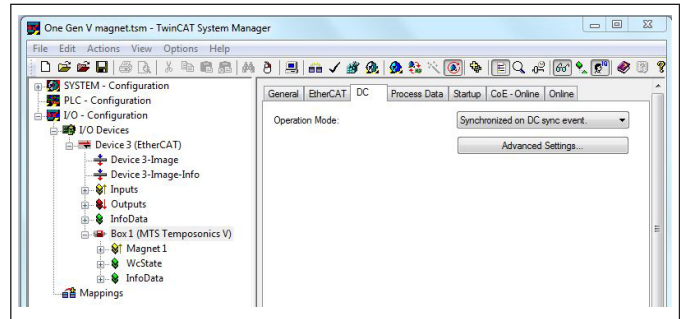 One Gen V magnet.tsm - TwinCAT System Manager
File Edit Actions View Options Help
SYSTEM - Configuration
PLC - Configuration
I/O - Configuration
I/O Devices
Device 3 (EtherCAT)
Device 3-Image
Device 3-Image-Info
Inputs
Outputs
InfoData
Box 1 (MTS Temposonics V)
Magnet 1
WcState
InfoData
Mappings
General EtherCAT DC Process Data Startup CoE - Online Online
Operation Mode: Synchronized on DC sync event.
Advanced Settings...